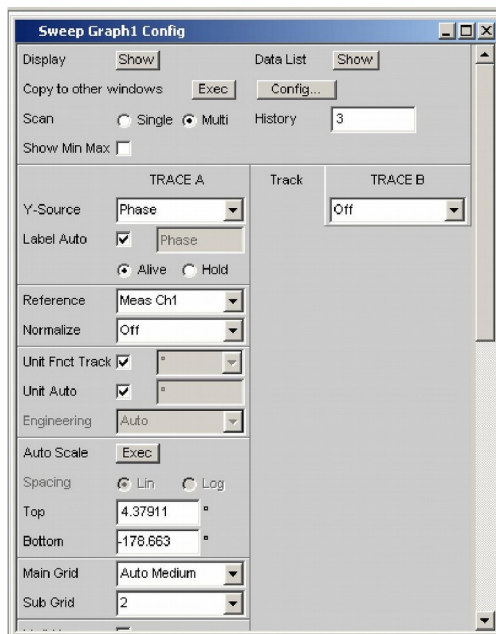 Sweep Graph1 Config
Display Show Data List Show
Copy to other windows Exec Config...
Scan Single Multi History 3
Show Min Max
TRACE A Track TRACE B
Y-Source Phase Off
Label Auto Phase
Alive Hold
Reference Meas Ch1
Normalize Off
Unit Fnct Track °
Unit Auto °
Engineering Auto
Auto Scale Exec
Spacing Lin Log
Top 4.37911 °
Bottom -178.663 °
Main Grid Auto Medium
Sub Grid 2